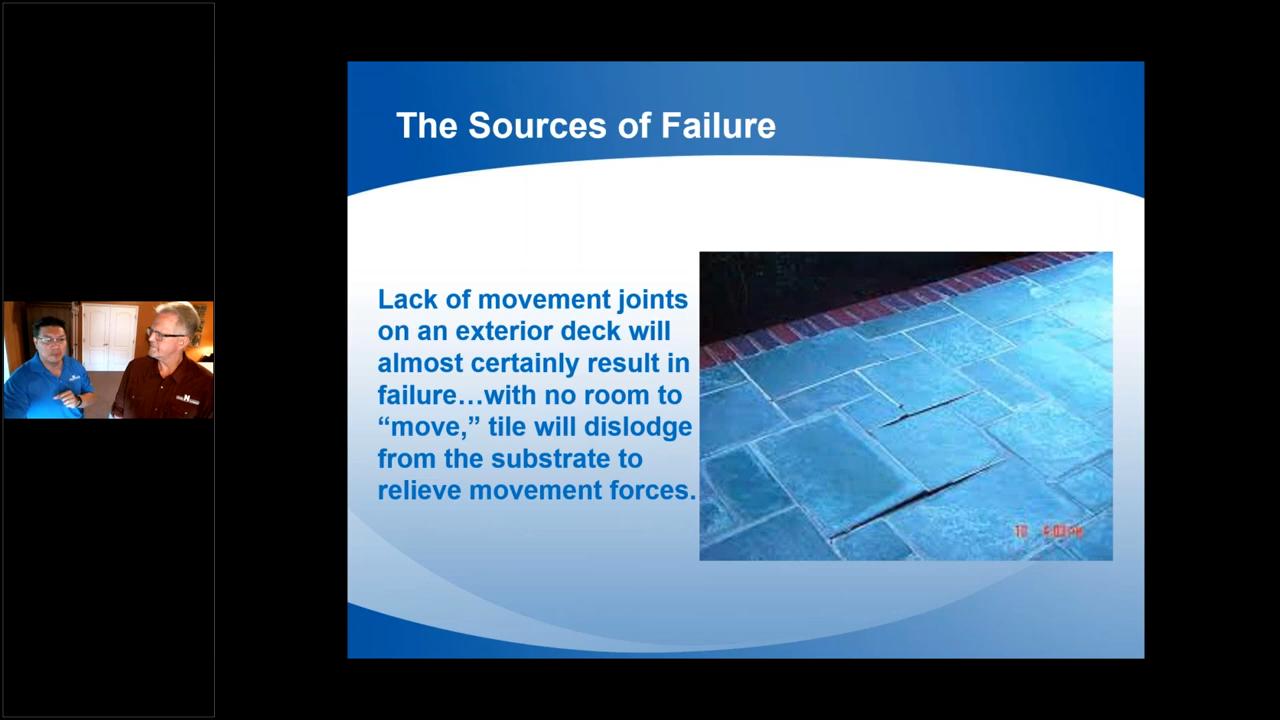 The Sources of Failure
Lack of movement joints
on an exterior deck will
almost certainly result in
failure…with no room to
“move,” tile will dislodge
from the substrate to
relieve movement forces.